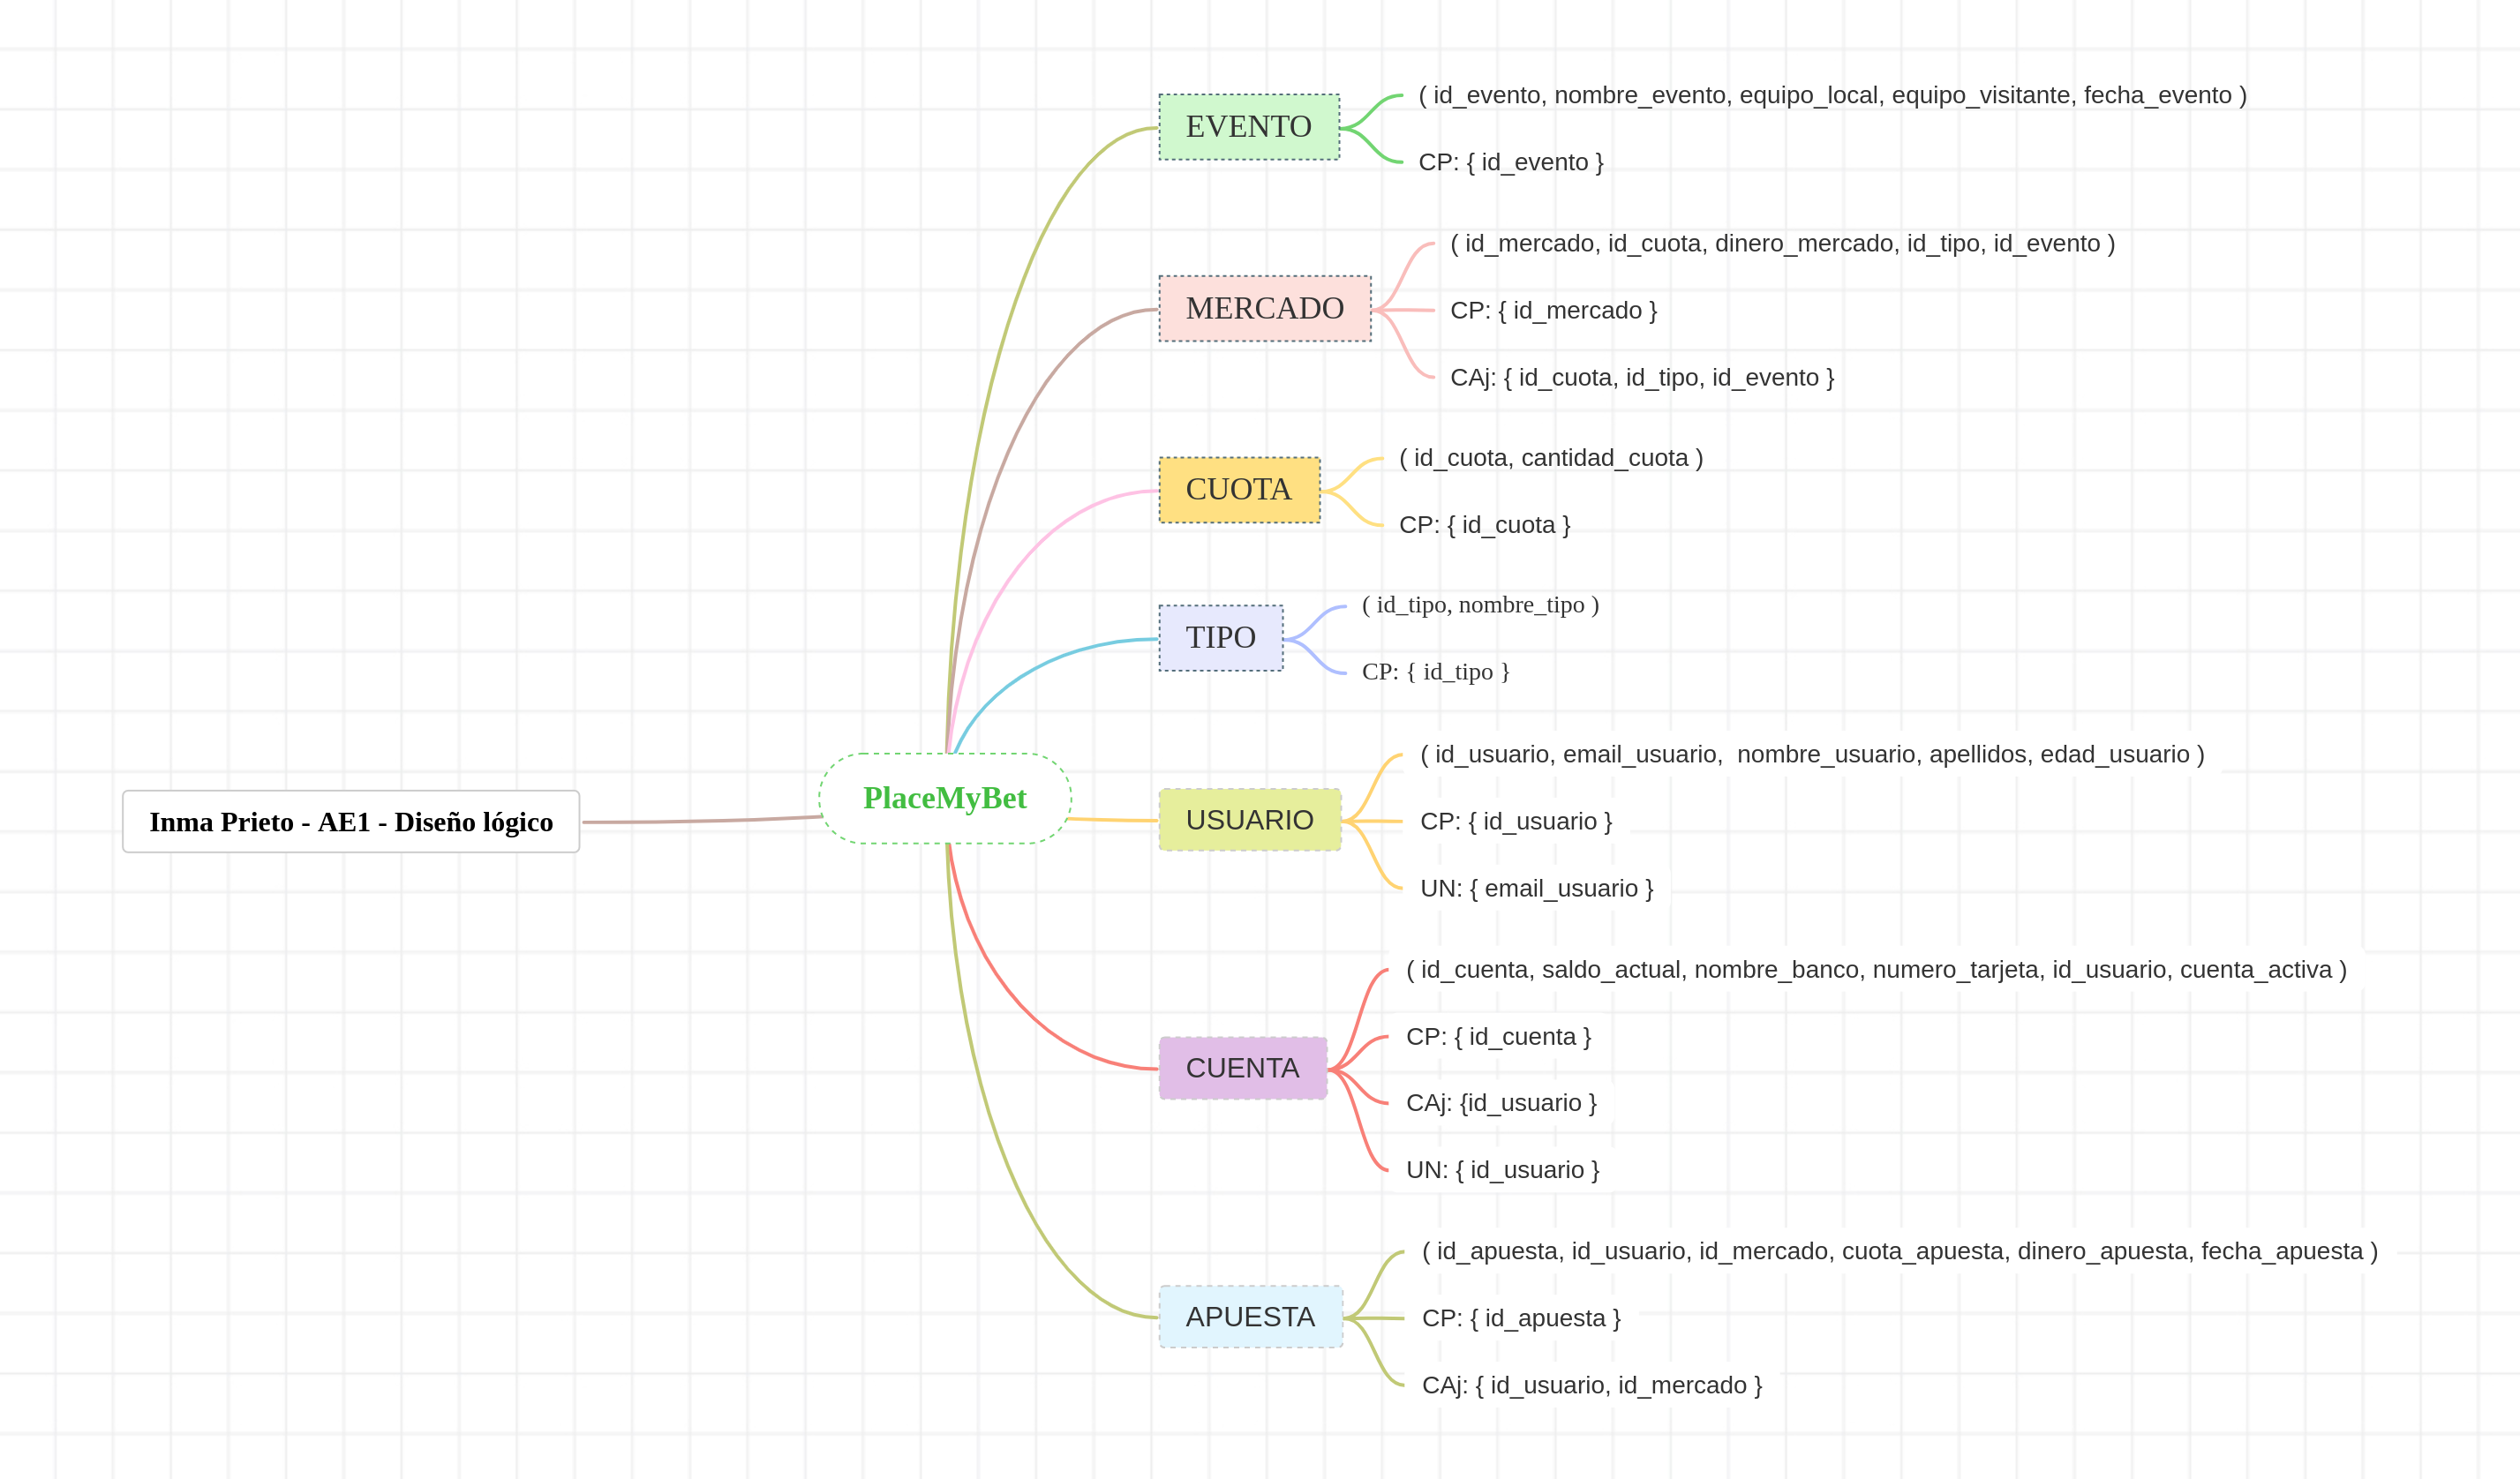 Inma Prieto - AE1 - Diseño lógico
PlaceMyBet
EVENTO
( id_evento, nombre_evento, equipo_local, equipo_visitante, fecha_evento )
CP: { id_evento }
MERCADO
( id_mercado, id_cuota, dinero_mercado, id_tipo, id_evento )
CP: { id_mercado }
CAj: { id_cuota, id_tipo, id_evento }
CUOTA
( id_cuota, cantidad_cuota )
CP: { id_cuota }
TIPO
( id_tipo, nombre_tipo )
CP: { id_tipo }
USUARIO
( id_usuario, email_usuario,  nombre_usuario, apellidos, edad_usuario )
CP: { id_usuario }
UN: { email_usuario }
CUENTA
( id_cuenta, saldo_actual, nombre_banco, numero_tarjeta, id_usuario, cuenta_activa )
CP: { id_cuenta }
CAj: {id_usuario }
UN: { id_usuario }
APUESTA
( id_apuesta, id_usuario, id_mercado, cuota_apuesta, dinero_apuesta, fecha_apuesta )
CP: { id_apuesta }
CAj: { id_usuario, id_mercado }